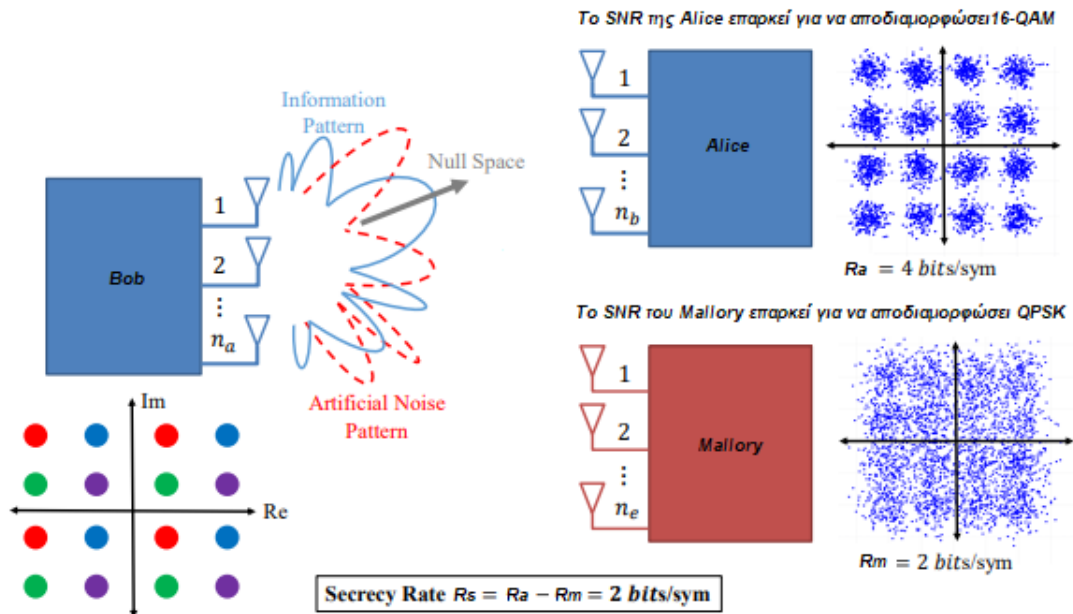 Το SNR της Alice επαρκεί για να αποδιαμορφώσει16-QAM
Information
Pattern
Null Space
Bob
1
2
⋮
n_a
Artificial Noise
Pattern
Im
Re
1
2
⋮
n_b
Alice
Ra = 4 bits/sym
Το SNR του Mallory επαρκεί για να αποδιαμορφώσει QPSK
1
2
⋮
n_e
Mallory
Rm = 2 bits/sym
Secrecy Rate Rs = Ra − Rm = 2 bits/sym